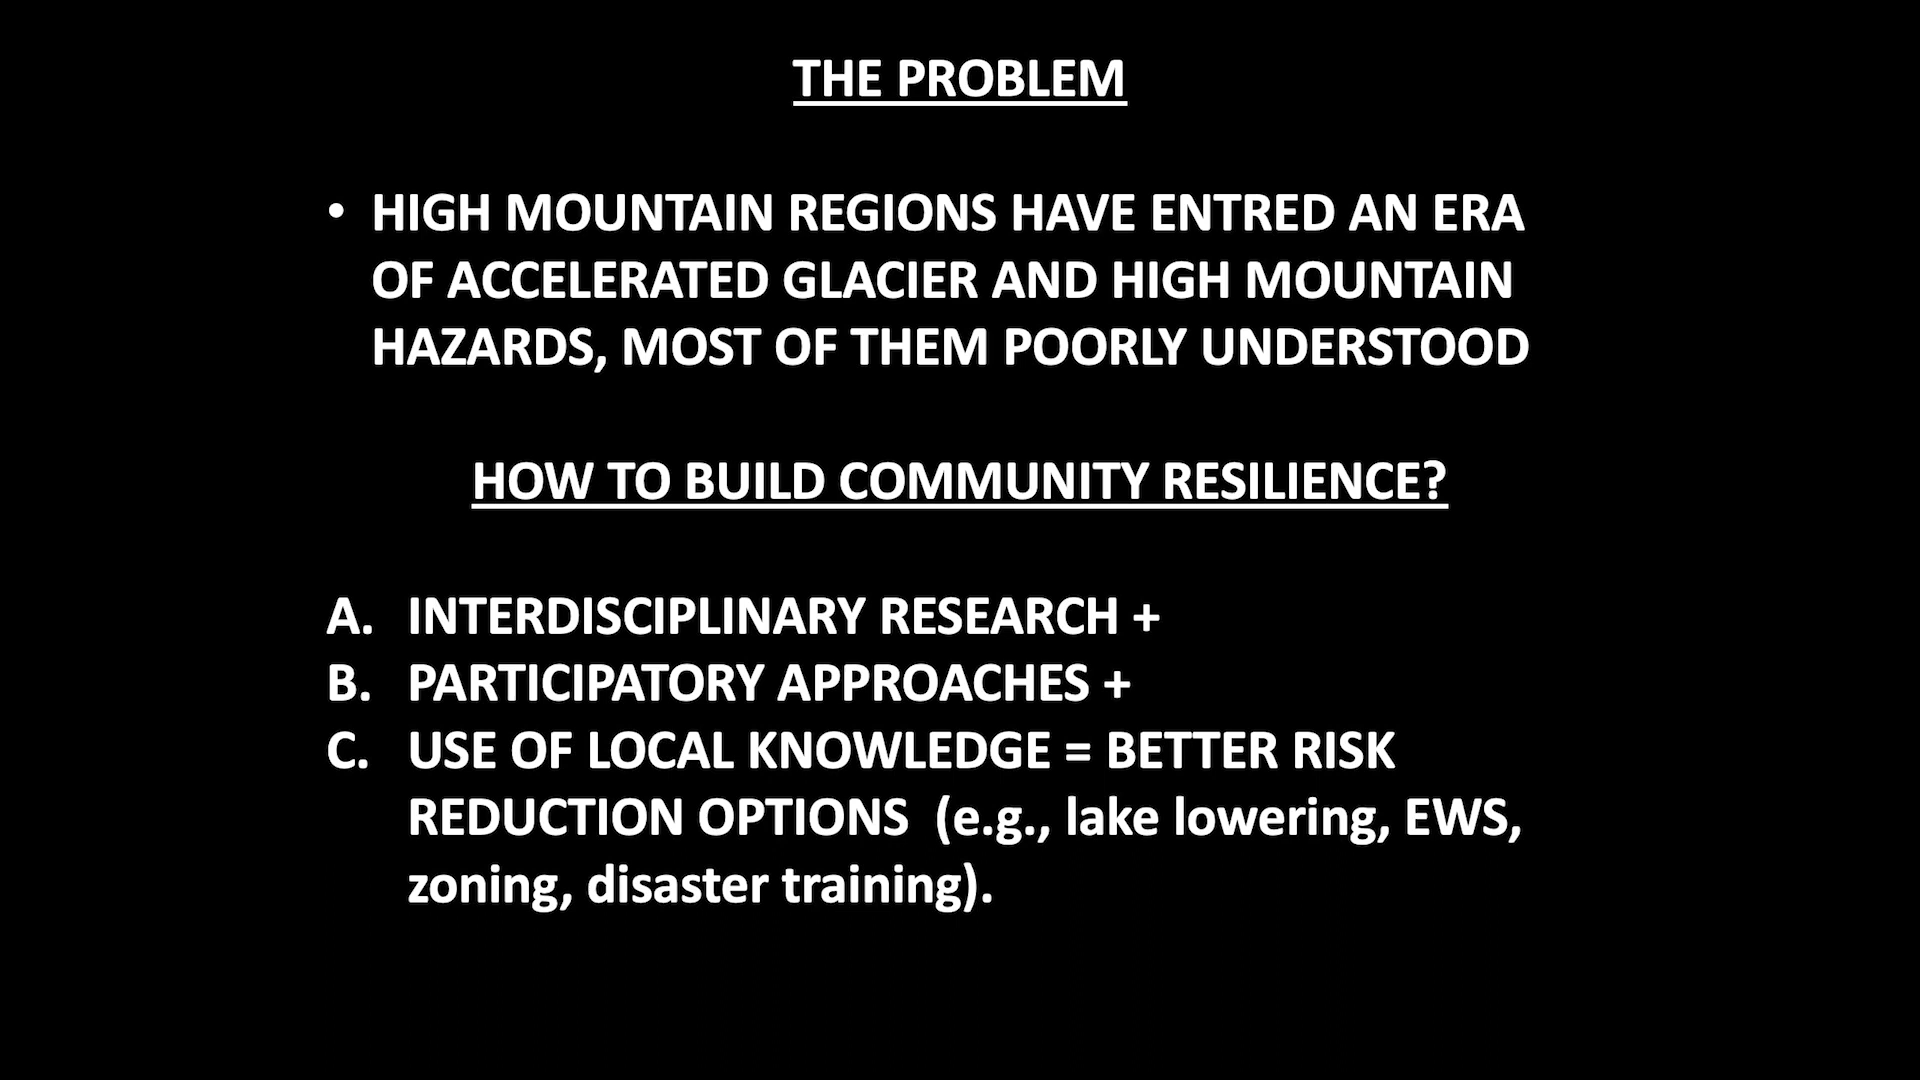 THE PROBLEM
• HIGH MOUNTAIN REGIONS HAVE ENTRED AN ERA
OF ACCELERATED GLACIER AND HIGH MOUNTAIN
HAZARDS, MOST OF THEM POORLY UNDERSTOOD
HOW TO BUILD COMMUNITY RESILIENCE?
A. INTERDISCIPLINARY RESEARCH +
B. PARTICIPATORY APPROACHES +
C. USE OF LOCAL KNOWLEDGE = BETTER RISK
REDUCTION OPTIONS (e.g., lake lowering, EWS,
zoning, disaster training).